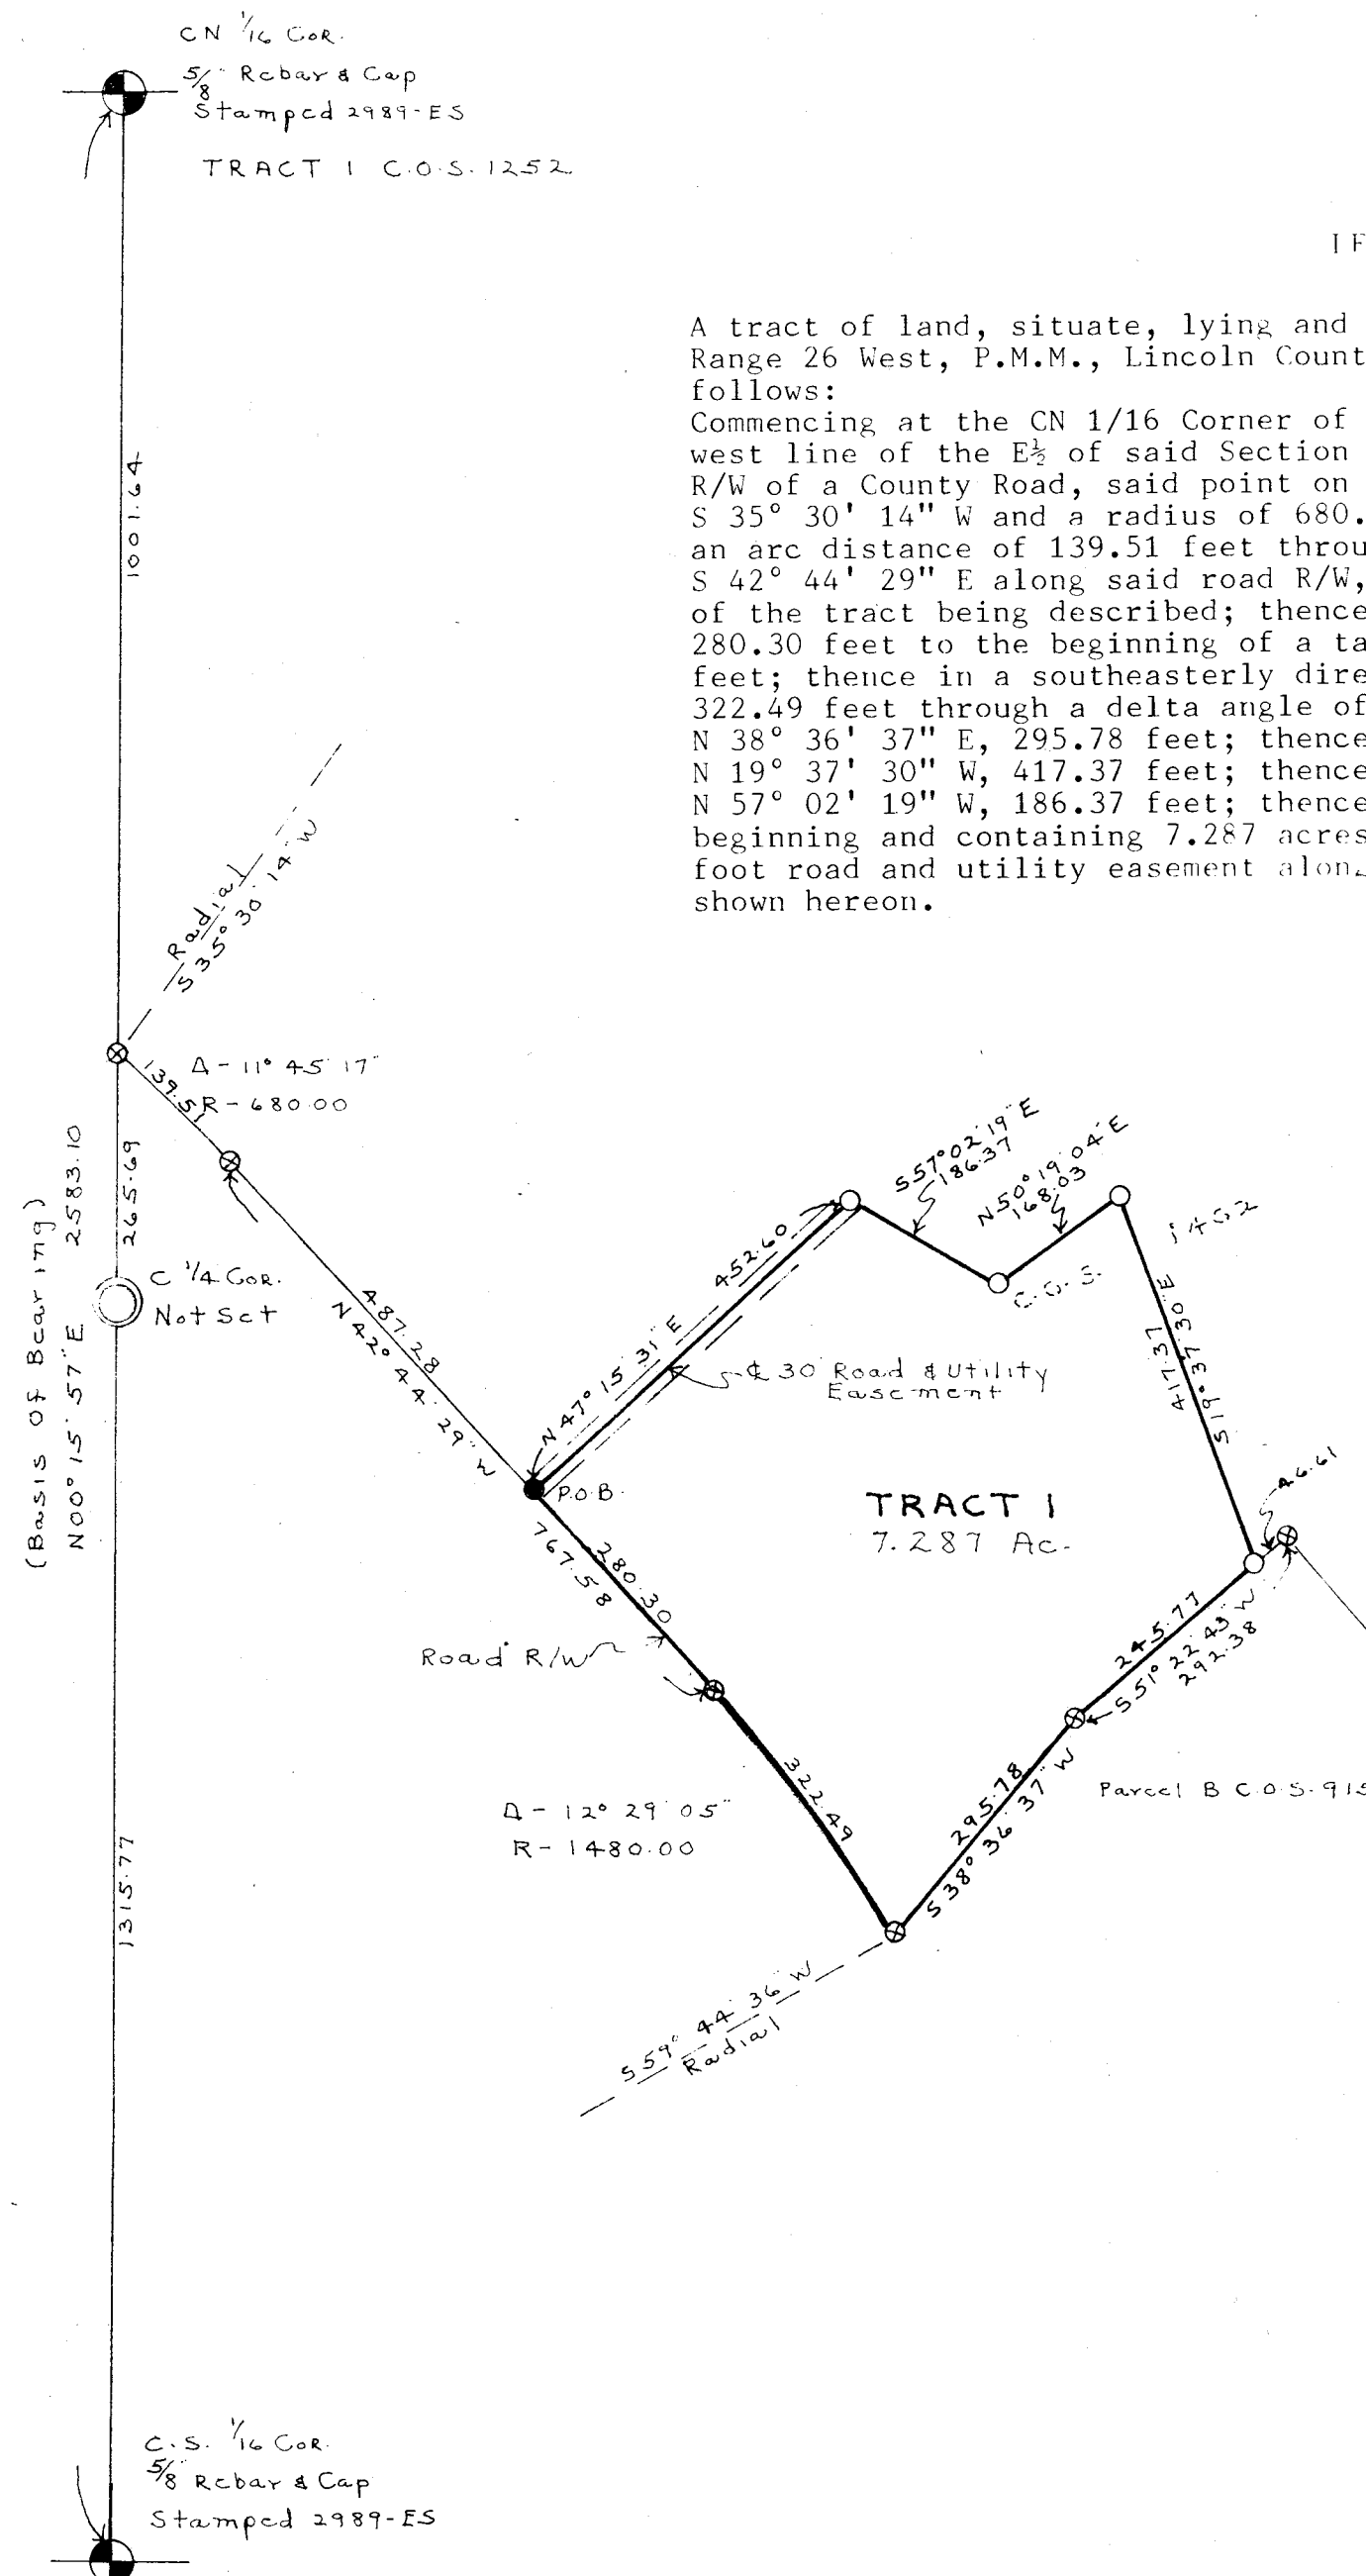 CN 1/16 COR.
5/8" Rebar & Cap
Stamped 2989-ES
TRACT 1 C.O.S. 1252
A tract of land, situate, lying and
Range 26 West, P.M.M., Lincoln Count
follows:
Commencing at the CN 1/16 Corner of
west line of the E½ of said Section
R/W of a County Road, said point on
S 35° 30' 14" W and a radius of 680.
an arc distance of 139.51 feet throu
S 42° 44' 29" E along said road R/W,
of the tract being described; thence
280.30 feet to the beginning of a ta
feet; thence in a southeasterly dire
322.49 feet through a delta angle of
N 38° 36' 37" E, 295.78 feet; thence
N 19° 37' 30" W, 417.37 feet; thence
N 57° 02' 19" W, 186.37 feet; thence
beginning and containing 7.287 acres
foot road and utility easement along
shown hereon.
1001.64
Radial
S 35° 30' 14" W
139.51
Δ - 11° 45' 17"
R - 680.00
265.69
(Basis of Bearing)
N00° 15' 57" E 2583.10
C 1/4 COR.
Not Set
487.28
N 42° 44' 29" W
S57° 02' 19" E
186.37
N50° 19' 04" E
168.03
C.O.S. 1402
452.60
N 47° 15' 31" E
℄ 30' Road & Utility
Easement
417.37
S19° 37' 30" E
P.O.B.
TRACT 1
7.287 Ac.
46.61
280.30
767.58
245.77
S51° 22' 43" W
292.38
Road R/W
322.49
295.78
S 38° 36' 37" W
Parcel B C.O.S. 915
Δ - 12° 29' 05"
R - 1480.00
1315.77
S 59° 44' 36" W
Radial
C.S. 1/16 COR.
5/8" Rebar & Cap
Stamped 2989-ES